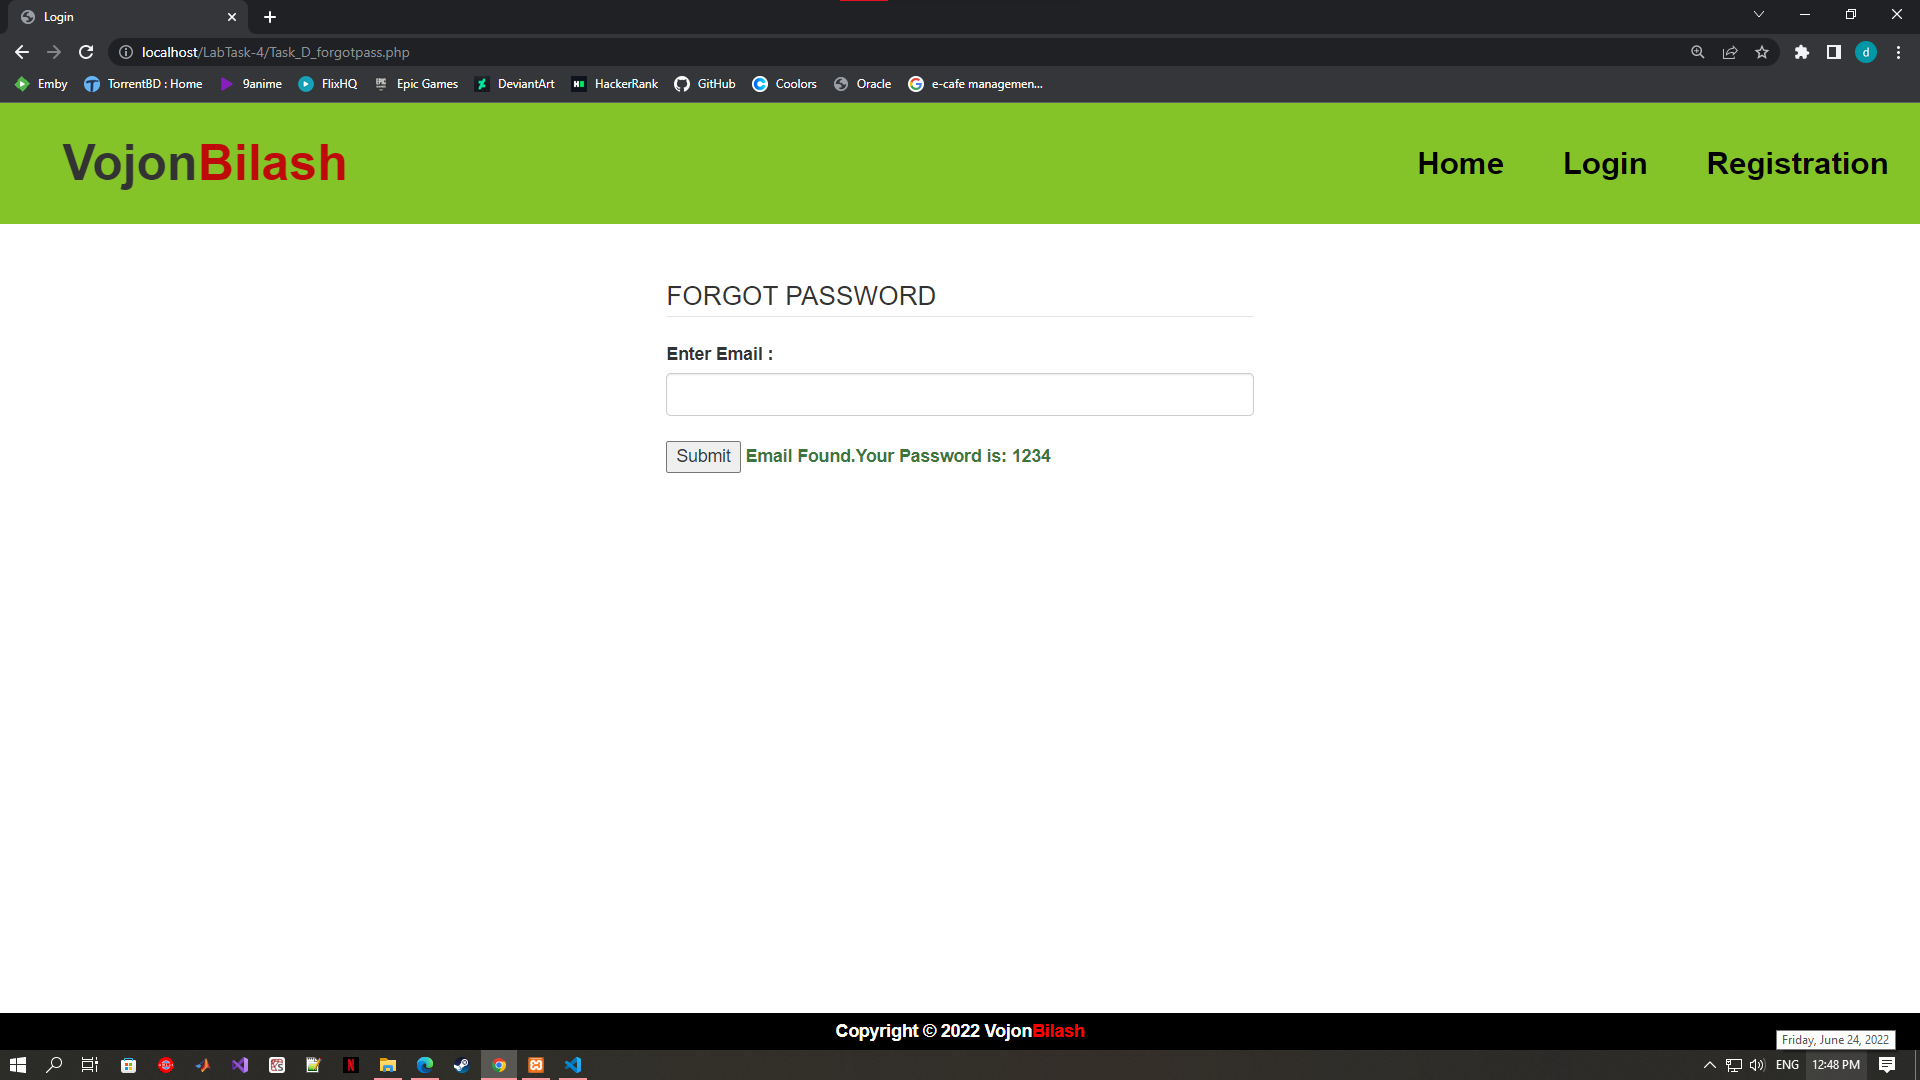 Login
localhost/LabTask-4/Task_D_forgotpass.php
d
Emby TorrentBD : Home 9anime FlixHQ Epic Games DeviantArt HackerRank GitHub Coolors Oracle e-cafe managemen...
VojonBilash
Home Login Registration
FORGOT PASSWORD
Enter Email :
Submit Email Found.Your Password is: 1234
Copyright © 2022 VojonBilash
Friday, June 24, 2022
ENG 12:48 PM